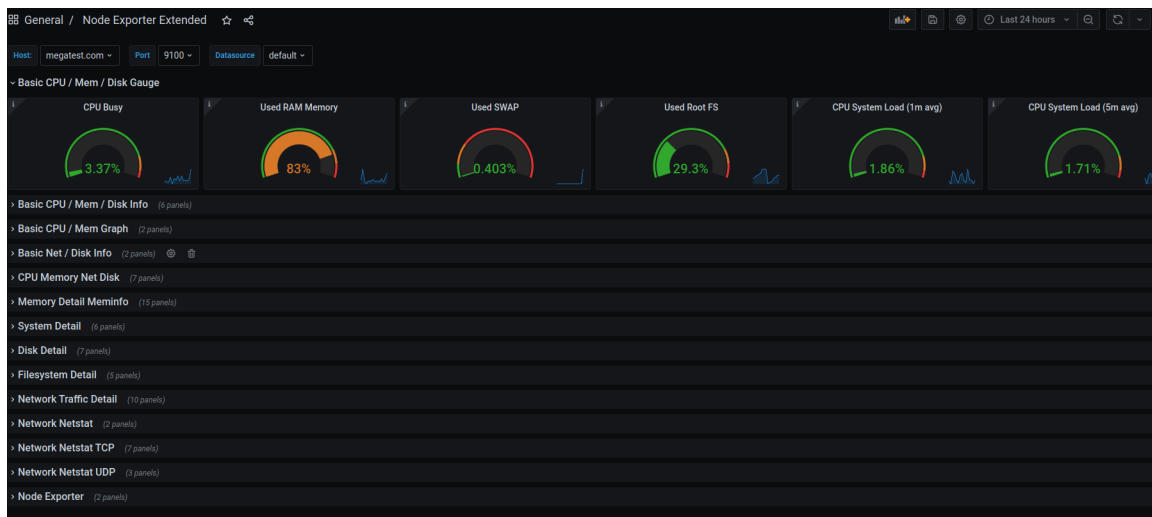 General / Node Exporter Extended
Last 24 hours
Host: megatest.com Port 9100 Datasource default
Basic CPU / Mem / Disk Gauge
CPU Busy Used RAM Memory Used SWAP Used Root FS CPU System Load (1m avg) CPU System Load (5m avg)
3.37% 83% 0.403% 29.3% 1.86% 1.71%
Basic CPU / Mem / Disk Info (6 panels)
Basic CPU / Mem Graph (2 panels)
Basic Net / Disk Info (2 panels)
CPU Memory Net Disk (7 panels)
Memory Detail Meminfo (15 panels)
System Detail (6 panels)
Disk Detail (7 panels)
Filesystem Detail (5 panels)
Network Traffic Detail (10 panels)
Network Netstat (2 panels)
Network Netstat TCP (7 panels)
Network Netstat UDP (3 panels)
Node Exporter (2 panels)